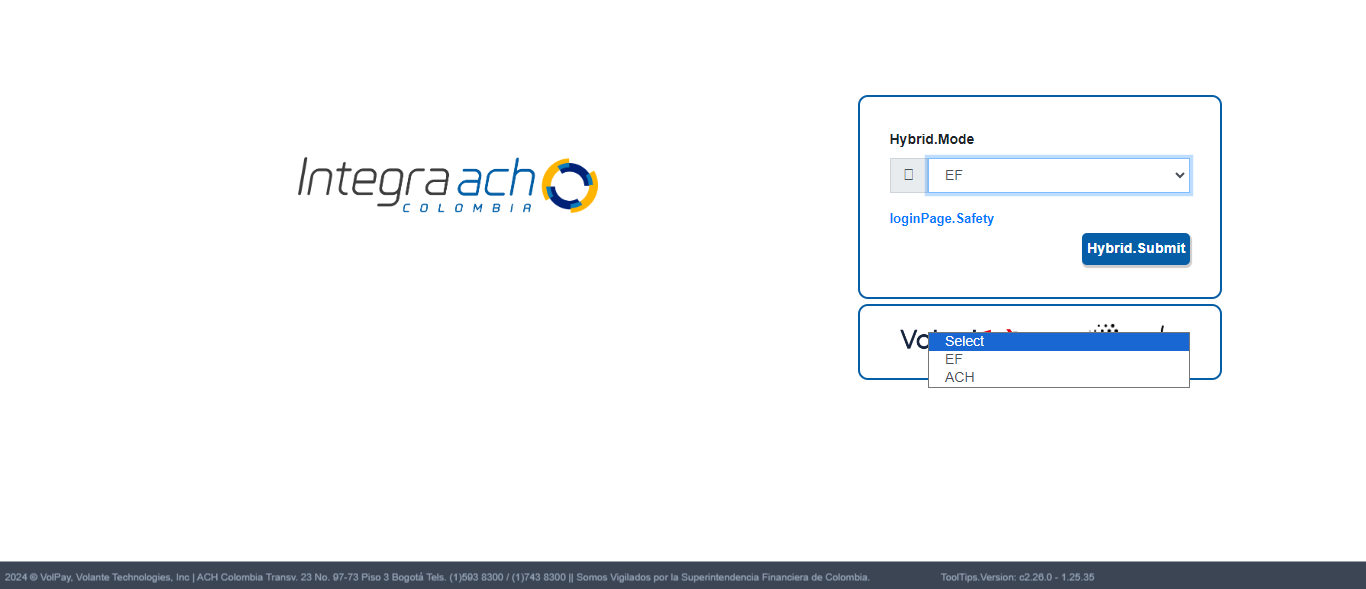 Integra ach
COLOMBIA
Hybrid.Mode
EF
loginPage.Safety
Hybrid.Submit
Select
EF
ACH
2024 © VolPay, Volante Technologies, Inc | ACH Colombia Transv. 23 No. 97-73 Piso 3 Bogotá Tels. (1)593 8300 / (1)743 8300 || Somos Vigilados por la Superintendencia Financiera de Colombia.
ToolTips.Version: c2.26.0 - 1.25.35